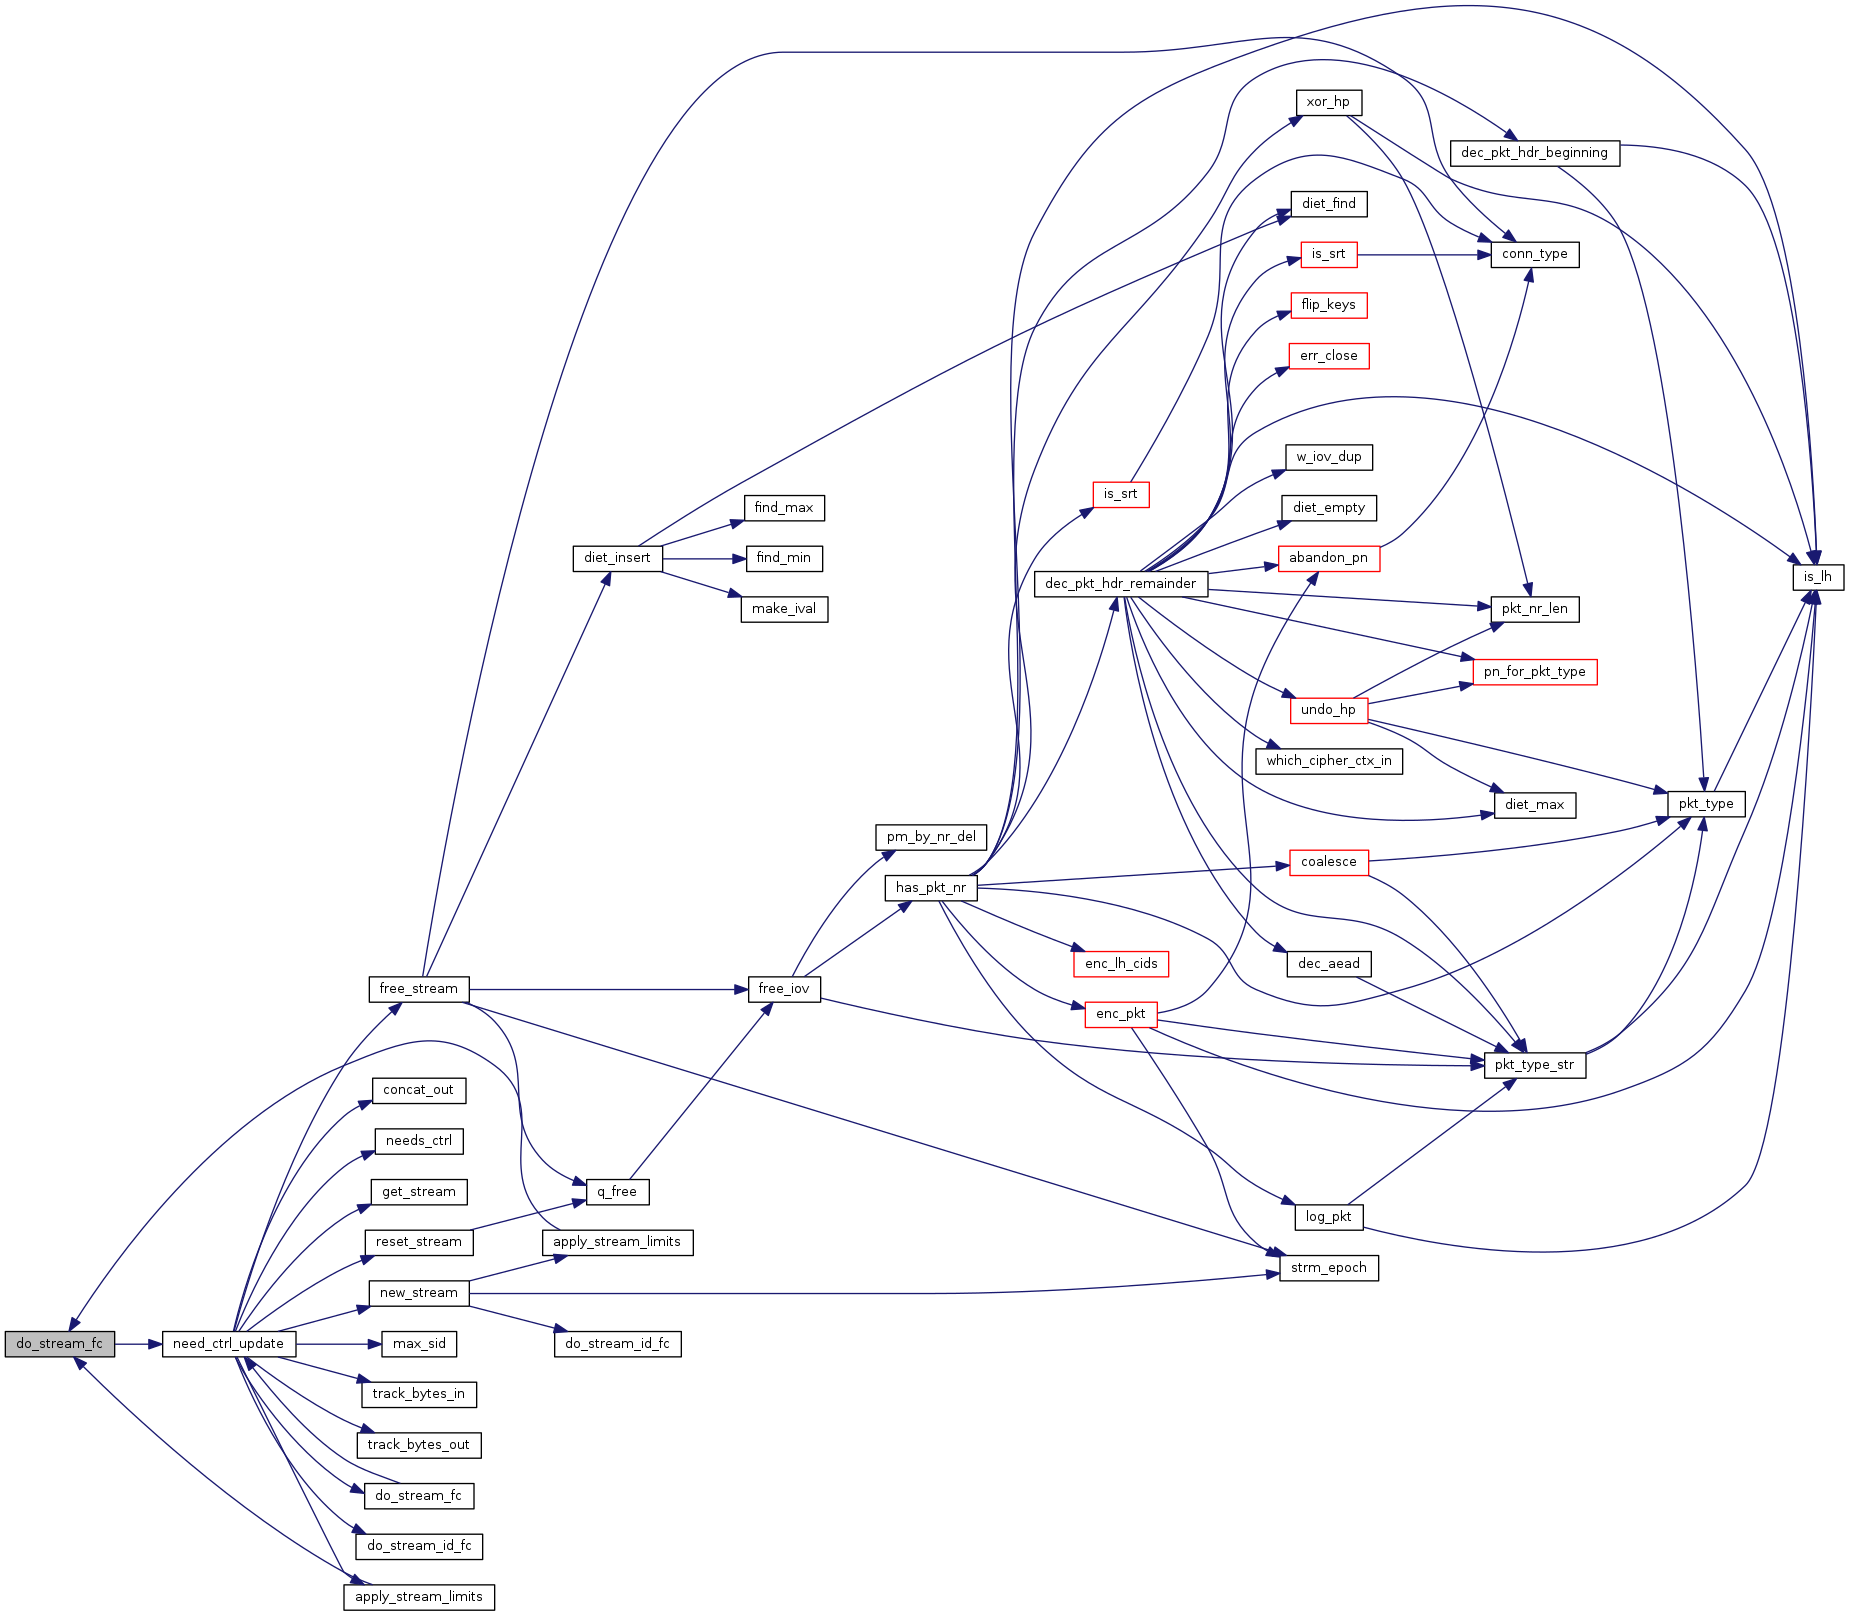 xor_hp
dec_pkt_hdr_beginning
diet_find
is_srt
conn_type
flip_keys
err_close
w_iov_dup
is_srt
find_max
diet_empty
diet_insert
find_min
abandon_pn
is_lh
dec_pkt_hdr_remainder
make_ival
pkt_nr_len
pn_for_pkt_type
undo_hp
which_cipher_ctx_in
diet_max
pkt_type
pm_by_nr_del
coalesce
has_pkt_nr
enc_lh_cids
dec_aead
free_stream
free_iov
enc_pkt
pkt_type_str
concat_out
needs_ctrl
get_stream
q_free
log_pkt
reset_stream
apply_stream_limits
strm_epoch
new_stream
do_stream_fc
need_ctrl_update
max_sid
do_stream_id_fc
track_bytes_in
track_bytes_out
do_stream_fc
do_stream_id_fc
apply_stream_limits